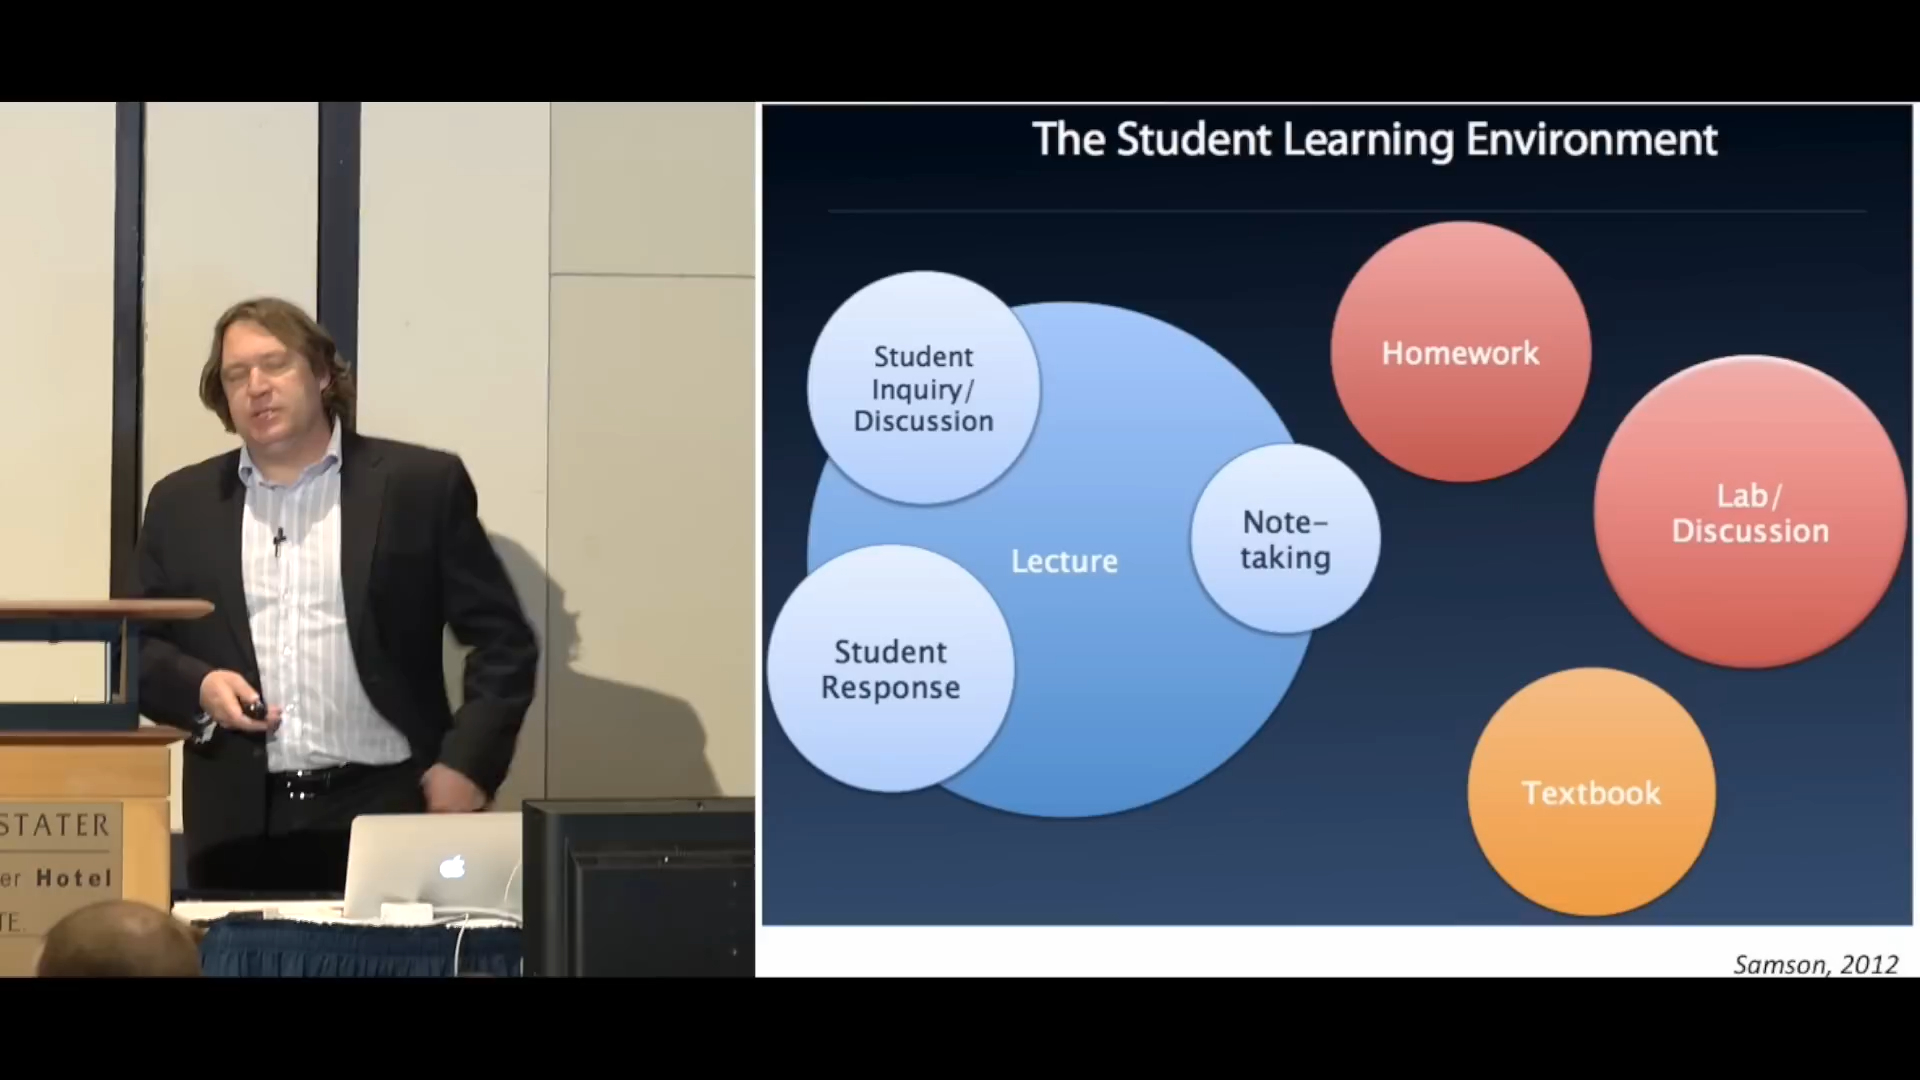 The Student Learning Environment
Student
Inquiry/
Discussion
Homework
Lab/
Discussion
Note-
taking
Lecture
Student
Response
Textbook
Samson, 2012
STATER
er Hotel
TE.